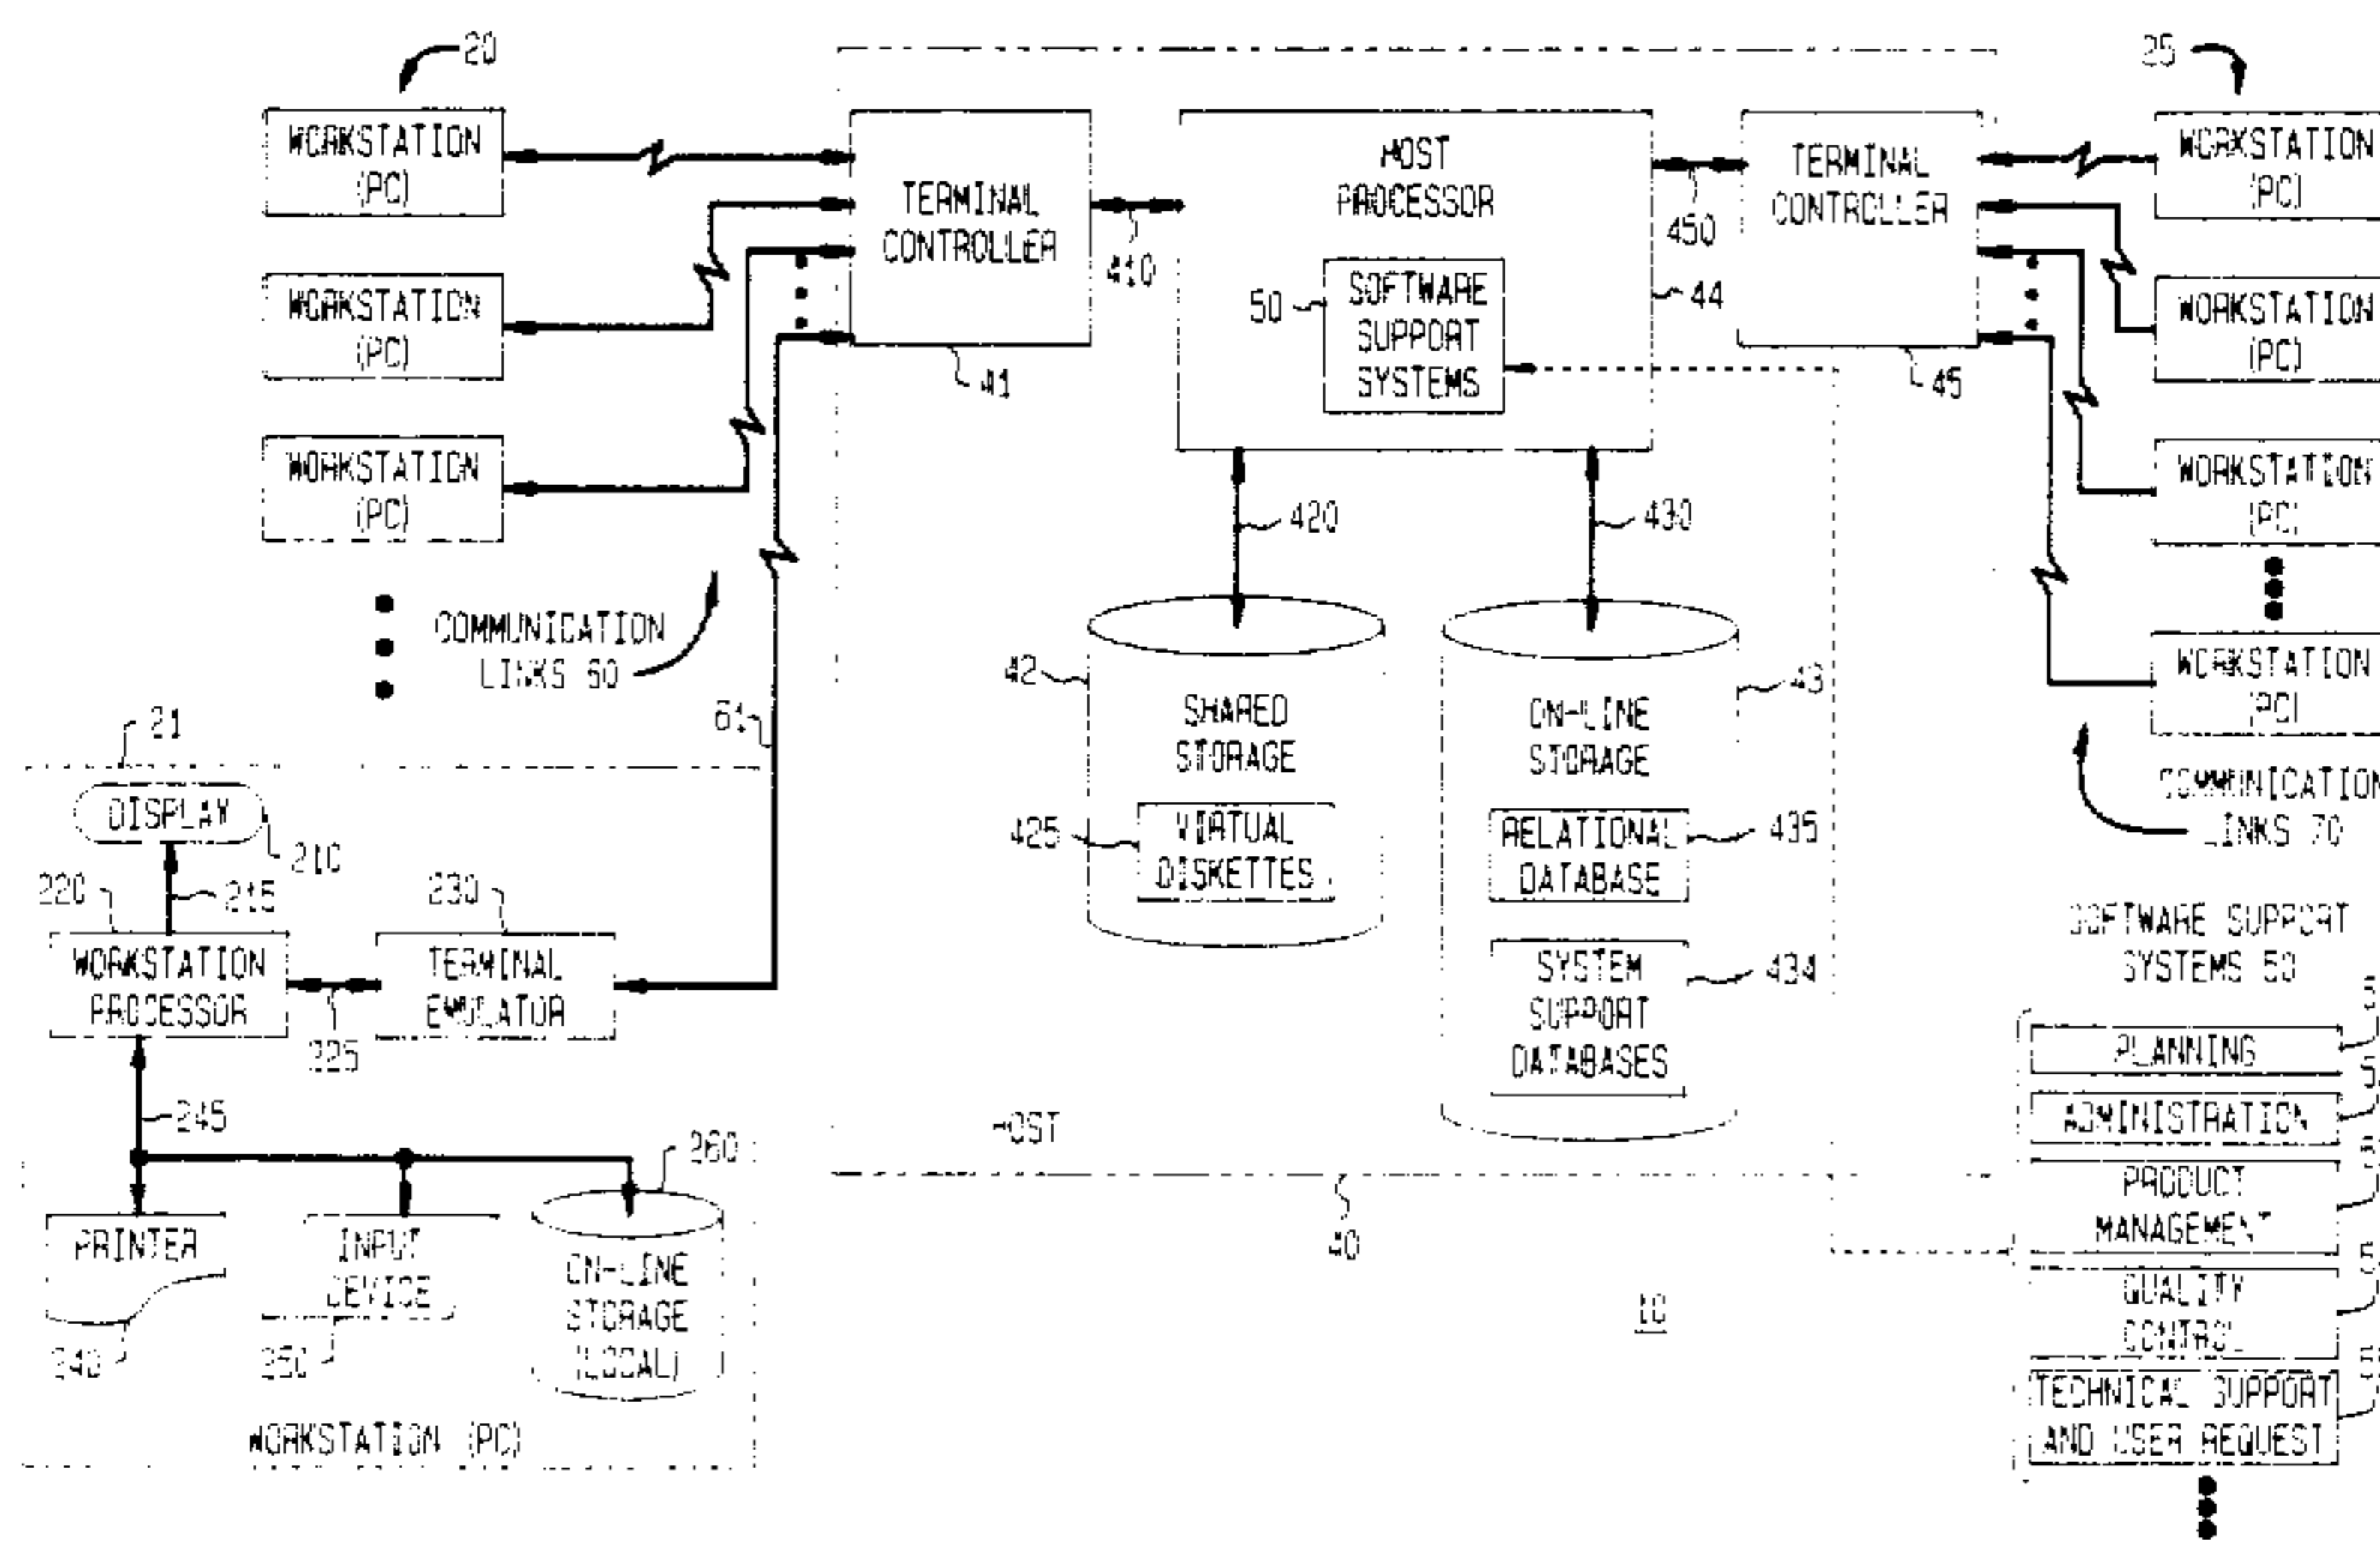 20
WORKSTATION
(PC)
WORKSTATION
(PC)
WORKSTATION
(PC)
COMMUNICATION
LINKS 60
TERMINAL
CONTROLLER
41
410
HOST
PROCESSOR
50
SOFTWARE
SUPPORT
SYSTEMS
44
450
TERMINAL
CONTROLLER
45
25
WORKSTATION
(PC)
WORKSTATION
(PC)
WORKSTATION
(PC)
WORKSTATION
(PC)
COMMUNICATION
LINKS 70
420
430
42
SHARED
STORAGE
425
VIRTUAL
DISKETTES
43
ON-LINE
STORAGE
435
RELATIONAL
DATABASE
434
SYSTEM
SUPPORT
DATABASES
HOST
40
10
61
21
DISPLAY
210
215
220
WORKSTATION
PROCESSOR
225
230
TERMINAL
EMULATOR
245
PRINTER
240
INPUT
DEVICE
250
260
ON-LINE
STORAGE
(LOCAL)
WORKSTATION (PC)
SOFTWARE SUPPORT
SYSTEMS 50
PLANNING
ADMINISTRATION
PRODUCT
MANAGEMENT
QUALITY
CONTROL
TECHNICAL SUPPORT
AND USER REQUEST